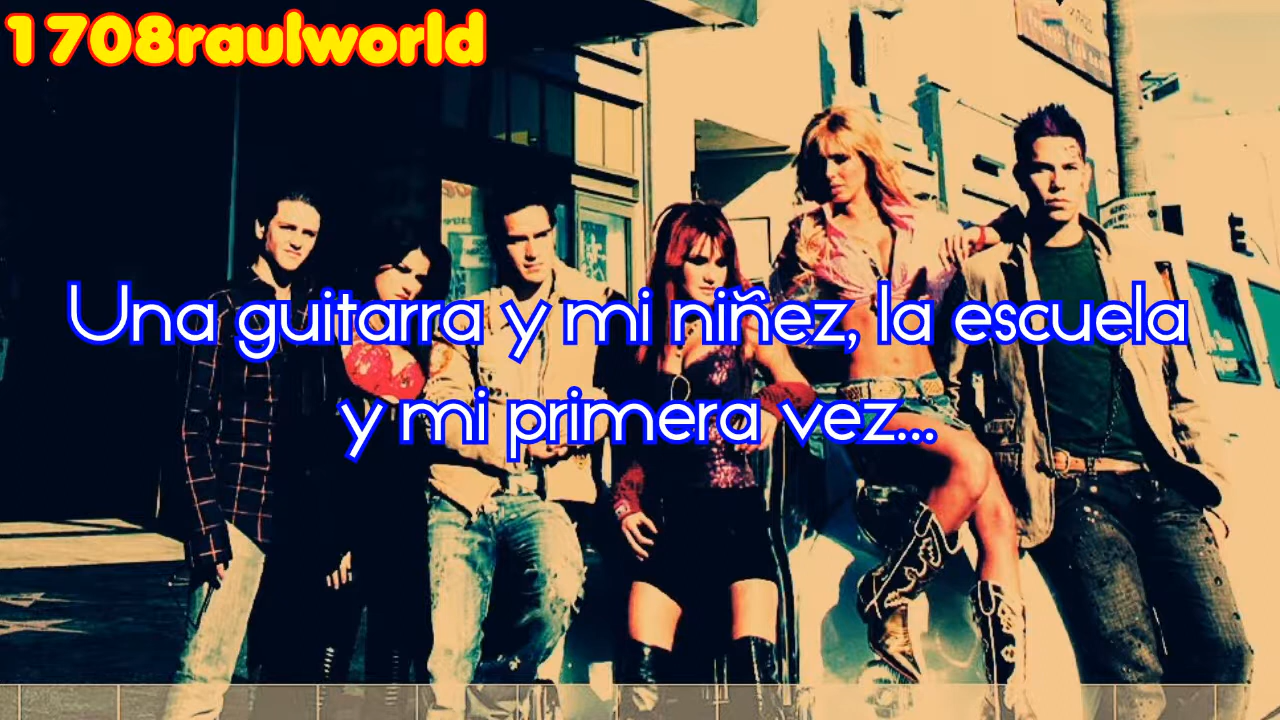 1708raulworld
Una guitarra y mi niñez, la escuela
y mi primera vez...